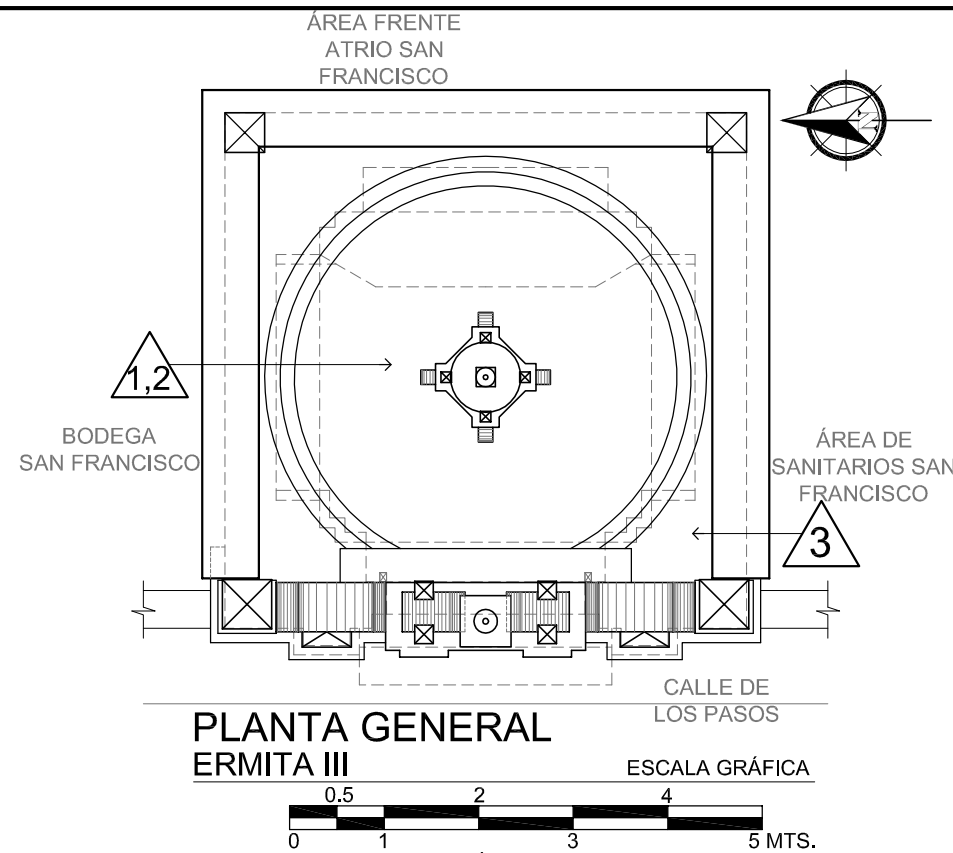 ÁREA FRENTE
ATRIO SAN
FRANCISCO
N
1,2
BODEGA
SAN FRANCISCO
ÁREA DE
SANITARIOS SAN
FRANCISCO
3
CALLE DE
LOS PASOS
PLANTA GENERAL
ERMITA III
ESCALA GRÁFICA
0.5 2 4
0 1 3 5 MTS.